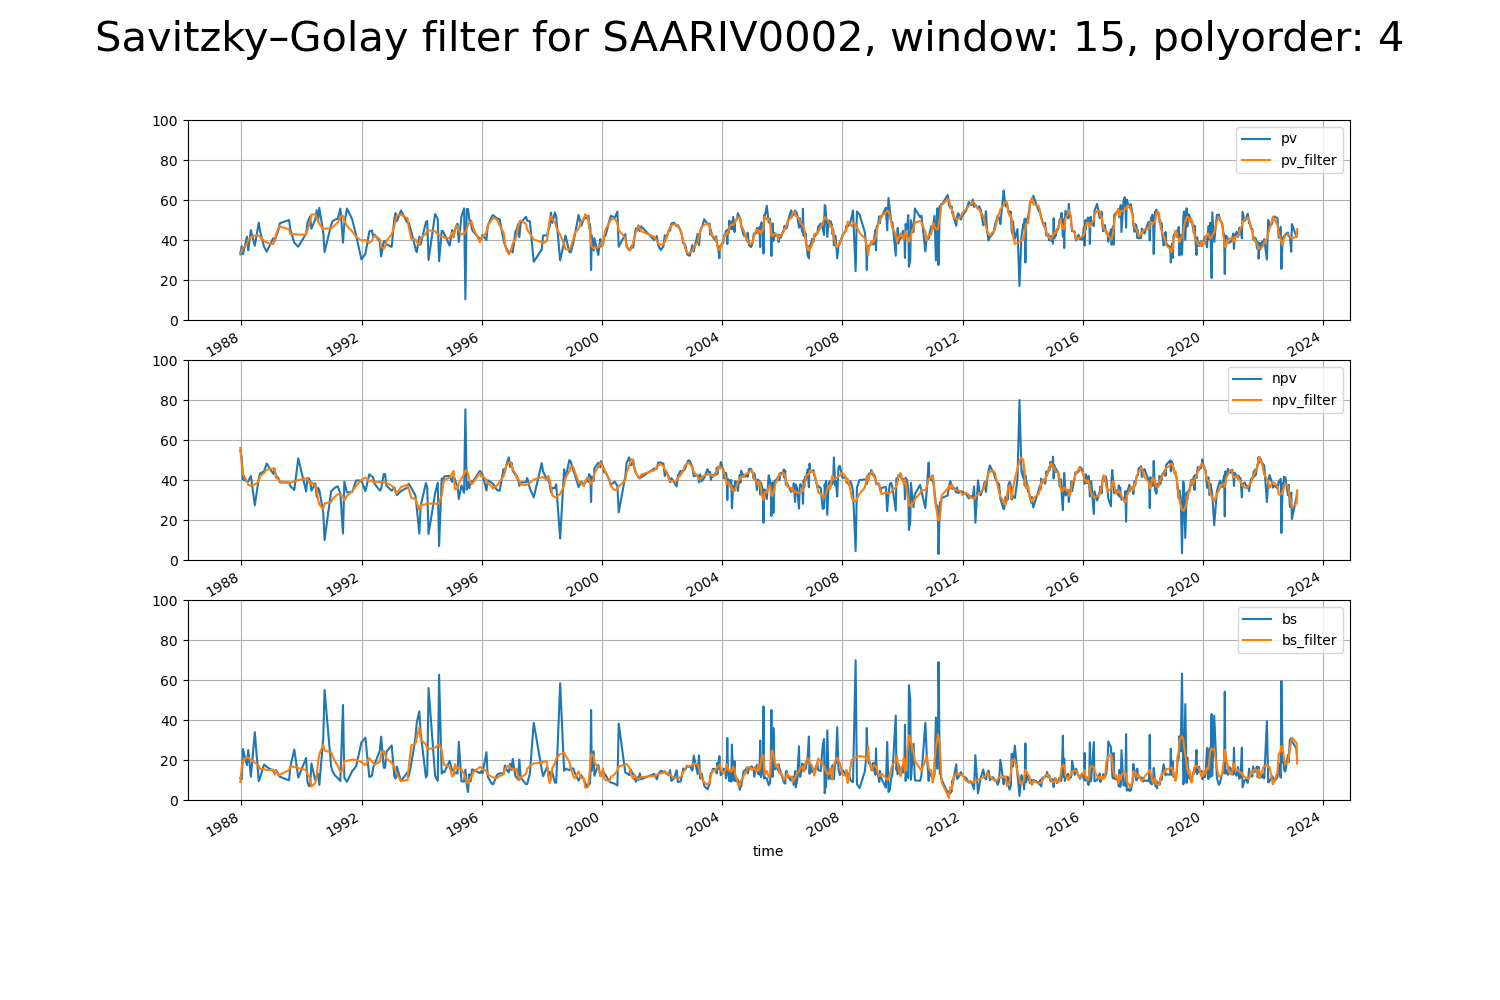 Savitzky–Golay filter for SAARIV0002, window: 15, polyorder: 4
100
80
60
40
20
0
pv
pv_filter
1988 1992 1996 2000 2004 2008 2012 2016 2020 2024
100
80
60
40
20
0
npv
npv_filter
1988 1992 1996 2000 2004 2008 2012 2016 2020 2024
100
80
60
40
20
0
bs
bs_filter
1988 1992 1996 2000 2004 2008 2012 2016 2020 2024
time